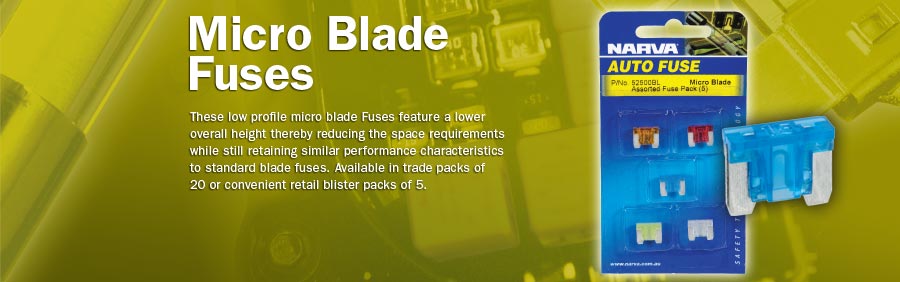 Micro Blade
Fuses
These low profile micro blade Fuses feature a lower
overall height thereby reducing the space requirements
while still retaining similar performance characteristics
to standard blade fuses. Available in trade packs of
20 or convenient retail blister packs of 5.
NARVA
AUTO FUSE
P/No. 52500BL Micro Blade
Assorted Fuse Pack (5)
www.narva.com.au